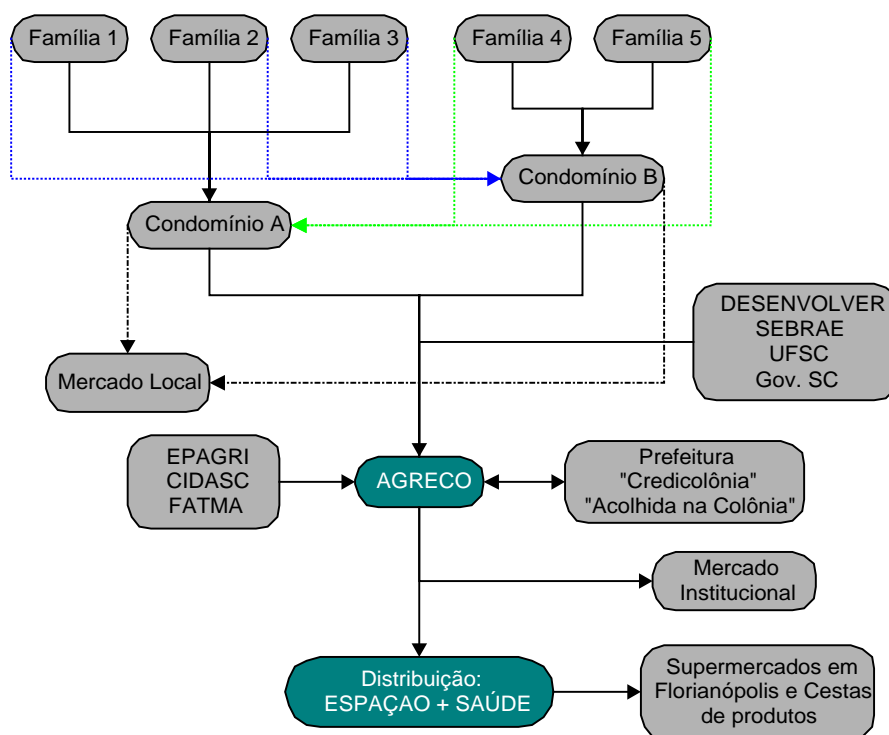 Família 1
Família 2
Família 3
Família 4
Família 5
Condomínio B
Condomínio A
DESENVOLVER
SEBRAE
UFSC
Gov. SC
Mercado Local
EPAGRI
CIDASC
FATMA
AGRECO
Prefeitura
"Credicolônia"
"Acolhida na Colônia"
Mercado
Institucional
Distribuição:
ESPAÇAO + SAÚDE
Supermercados em
Florianópolis e Cestas
de produtos